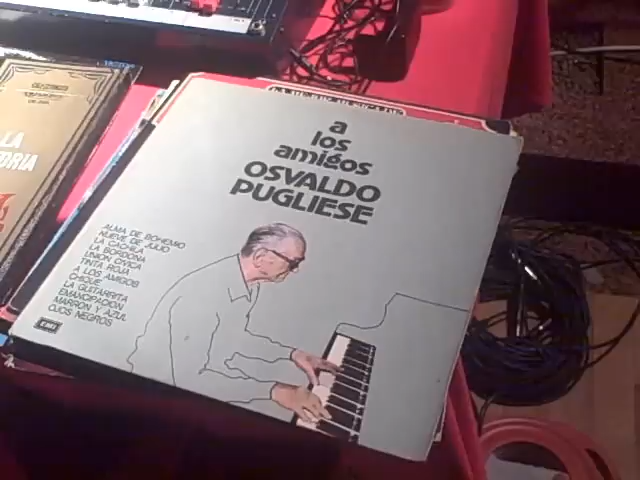 a
los
amigos
OSVALDO
PUGLIESE
ALMA DE BOHEMIO
NUEVE DE JULIO
LA CACHILA
LA BORDONA
UNION CIVICA
TINTA ROJA
A LOS AMIGOS
CHIQUE
LA GUITARRITA
EMANCIPACION
MARRON Y AZUL
OJOS NEGROS
EMI
LA